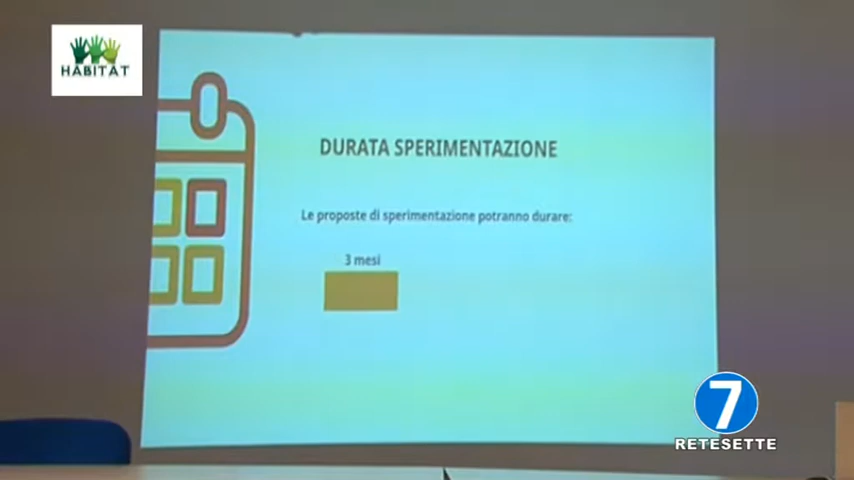 HABITAT
DURATA SPERIMENTAZIONE
Le proposte di sperimentazione potranno durare:
3 mesi
7
RETESETTE